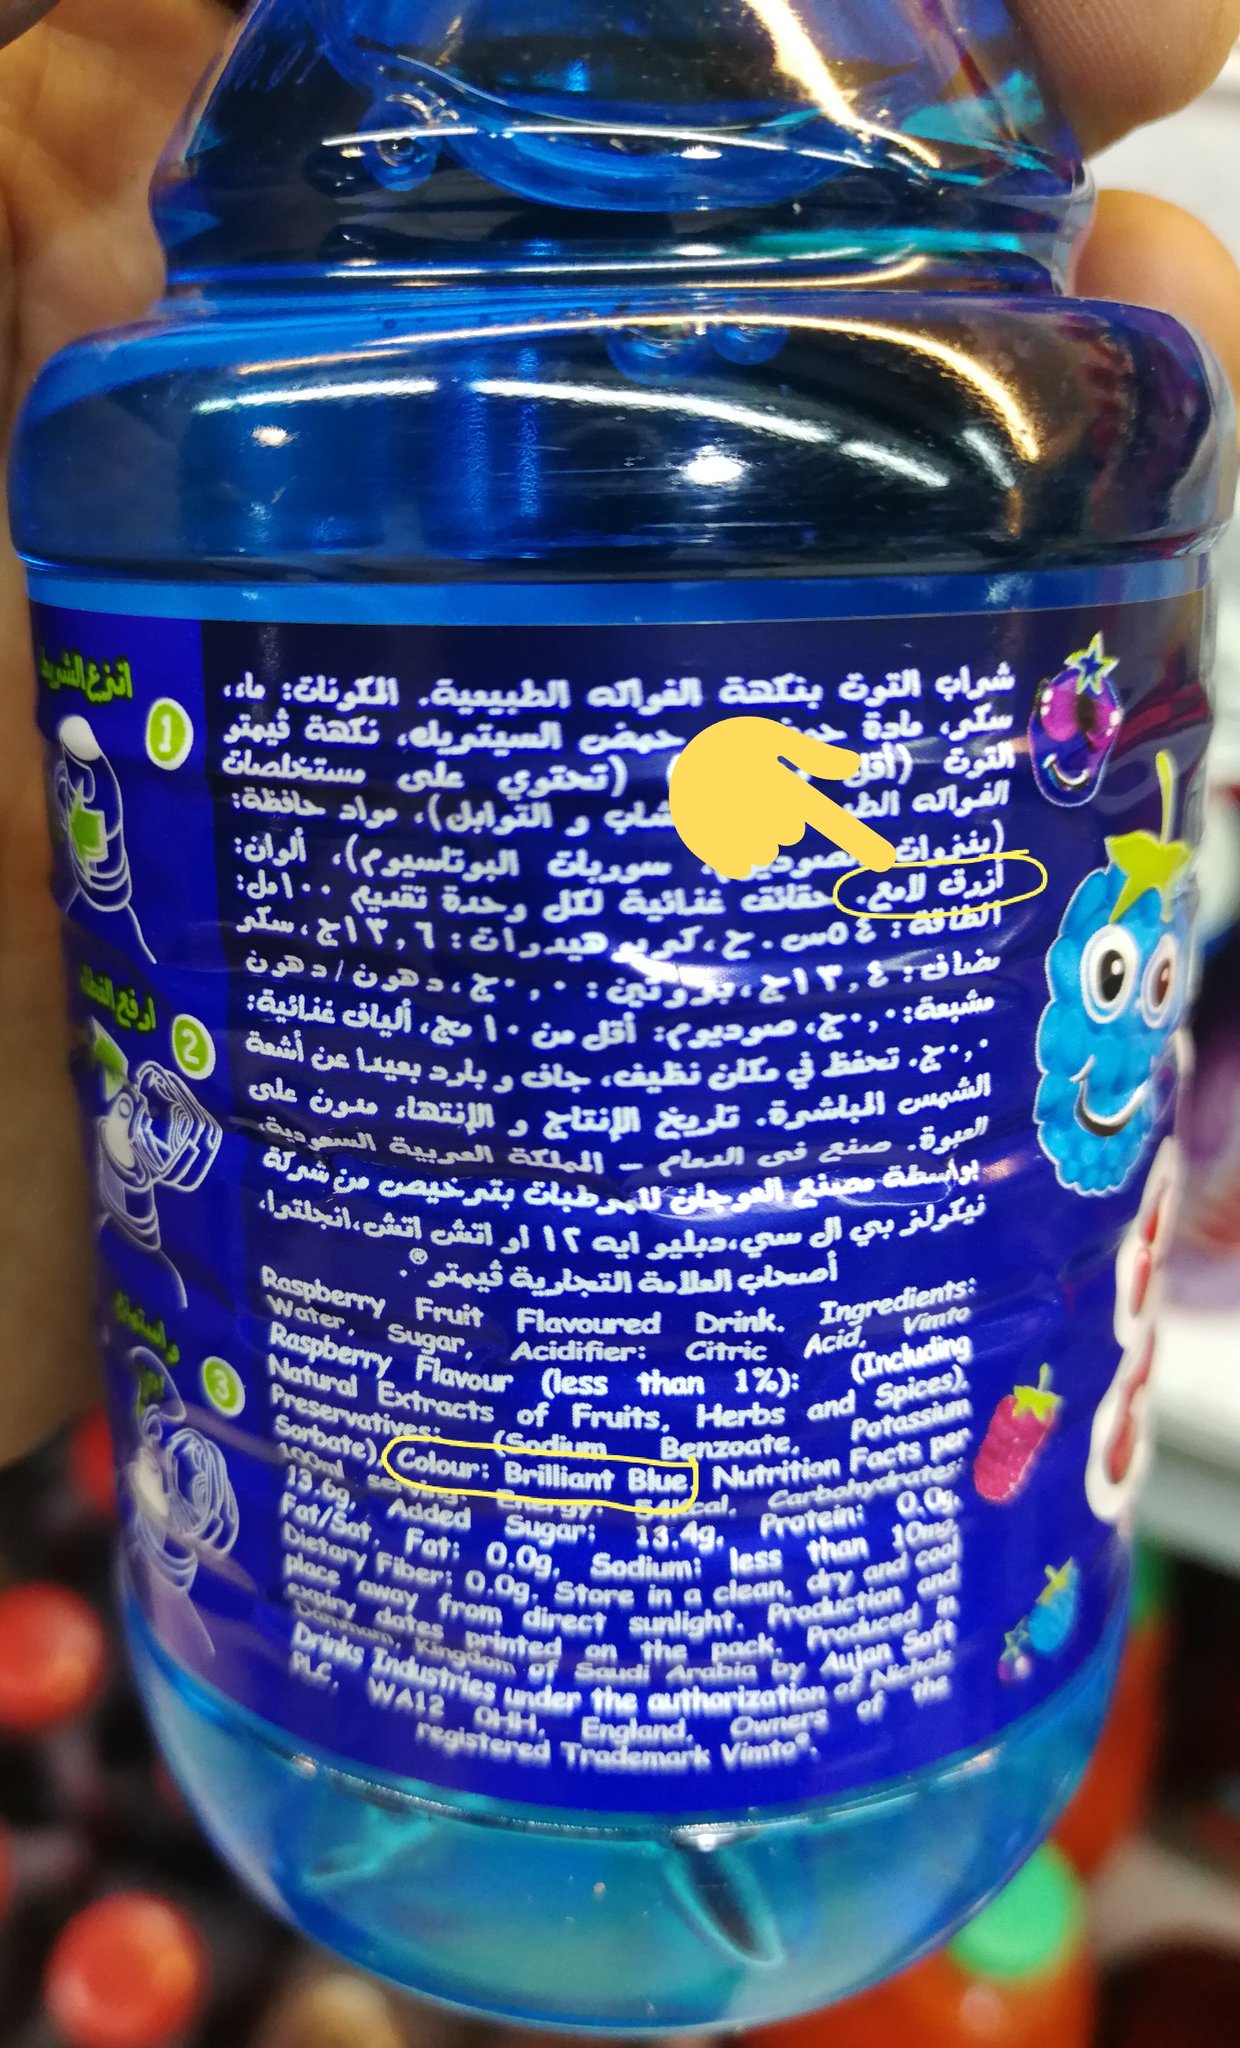 انزع الشريط
1
ارفع الغطاء
2
3
شراب التوت بنكهة الفواكه الطبيعية. المكونات: ماء،
سكر، مادة حمض السيتريك، نكهة ڤيمتو
التوت (أقل (تحتوي على مستخلصات
الفواكه و التوابل)، مواد حافظة:
(بنزوات سوربات البوتاسيوم)، ألوان:
أزرق لامع. حقائق غذائية لكل وحدة تقديم ١٠٠مل:
الطاقة: ٥٤س.ح، كربوهيدرات: ١٣,٦ج، سكر
مضاف: ١٣,٤ج، بروتين: ٠,٠ج، دهون/دهون
مشبعة: ٠,٠ج، صوديوم: أقل من ١٠مج، ألياف غذائية:
٠,٠ج. تحفظ في مكان نظيف، جاف و بارد بعيدا عن أشعة
الشمس المباشرة. تاريخ الإنتاج و الإنتهاء مدون على
العبوة. صنع في الدمام – المملكة العربية السعودية،
بواسطة مصنع العوجان للمرطبات بترخيص من شركة
نيكولز بي ال سي، دبليو ايه ١٢ او اتش اتش، انجلترا،
أصحاب العلامة التجارية ڤيمتو®.
Raspberry Fruit Flavoured Drink. Ingredients:
Water, Sugar, Acidifier: Citric Acid, Vimto
Raspberry Flavour (less than 1%): (Including
Natural Extracts of Fruits, Herbs and Spices),
Preservatives: (Sodium Benzoate, Potassium
Sorbate), Colour: Brilliant Blue, Nutrition Facts per
100ml serving: Energy: 54kcal, Carbohydrates:
13.6g, Added Sugar: 13.4g, Protein: 0.0g,
Fat/Sat. Fat: 0.0g, Sodium: less than 10mg,
Dietary Fiber: 0.0g, Store in a clean, dry and cool
place away from direct sunlight. Production and
expiry dates printed on the pack. Produced in
Dammam, Kingdom of Saudi Arabia by Aujan Soft
Drinks Industries under the authorization of Nichols
PLC, WA12 0HH, England, Owners of the
registered Trademark Vimto®.